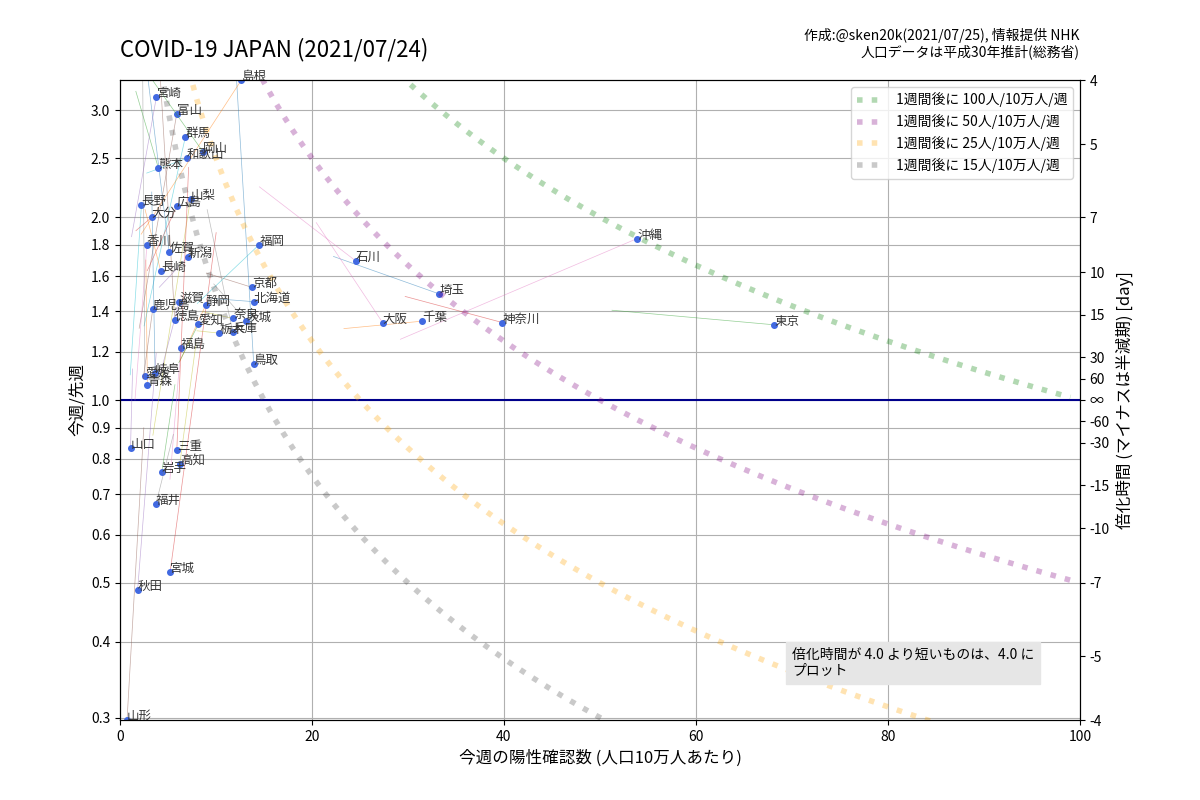 COVID-19 JAPAN (2021/07/24)
作成:@sken20k(2021/07/25), 情報提供 NHK
人口データは平成30年推計(総務省)
1週間後に 100人/10万人/週
1週間後に 50人/10万人/週
1週間後に 25人/10万人/週
1週間後に 15人/10万人/週
島根
宮崎
富山
群馬
岡山
和歌山
熊本
山梨
長野
広島
大分
沖縄
香川
福岡
佐賀
新潟
石川
長崎
京都
埼玉
滋賀
静岡
北海道
鹿児島
徳島
愛知
奈良
茨城
栃木
兵庫
大阪
千葉
神奈川
東京
福島
鳥取
愛媛
岐阜
青森
山口
三重
高知
岩手
福井
宮城
秋田
山形
3.0
2.5
2.0
1.8
1.6
1.4
1.2
1.0
0.9
0.8
0.7
0.6
0.5
0.4
0.3
今週/先週
4
5
7
10
15
30
60
∞
-60
-30
-15
-10
-7
-5
-4
倍化時間 (マイナスは半減期) [day]
倍化時間が 4.0 より短いものは、4.0 に
プロット
0
20
40
60
80
100
今週の陽性確認数 (人口10万人あたり)